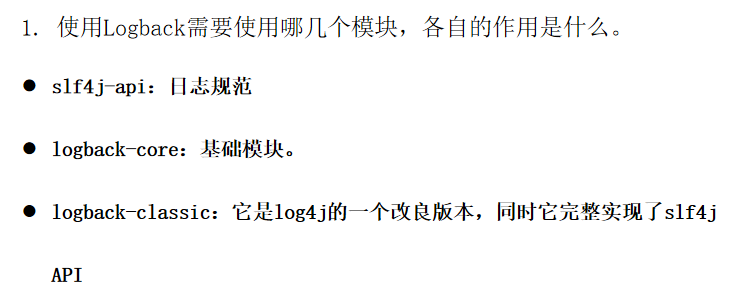 1. 使用Logback需要使用哪几个模块，各自的作用是什么。
● slf4j-api：日志规范
● logback-core：基础模块。
● logback-classic：它是log4j的一个改良版本，同时它完整实现了slf4j
API